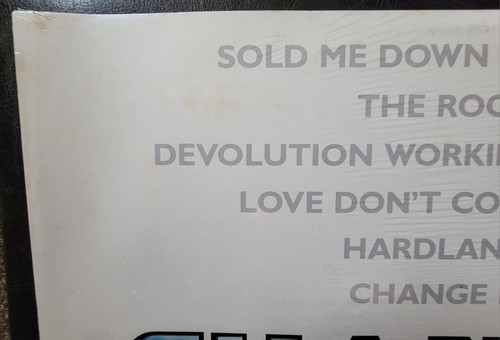 SOLD ME DOWN
THE ROC
DEVOLUTION WORKI
LOVE DON'T CO
HARDLAN
CHANGE